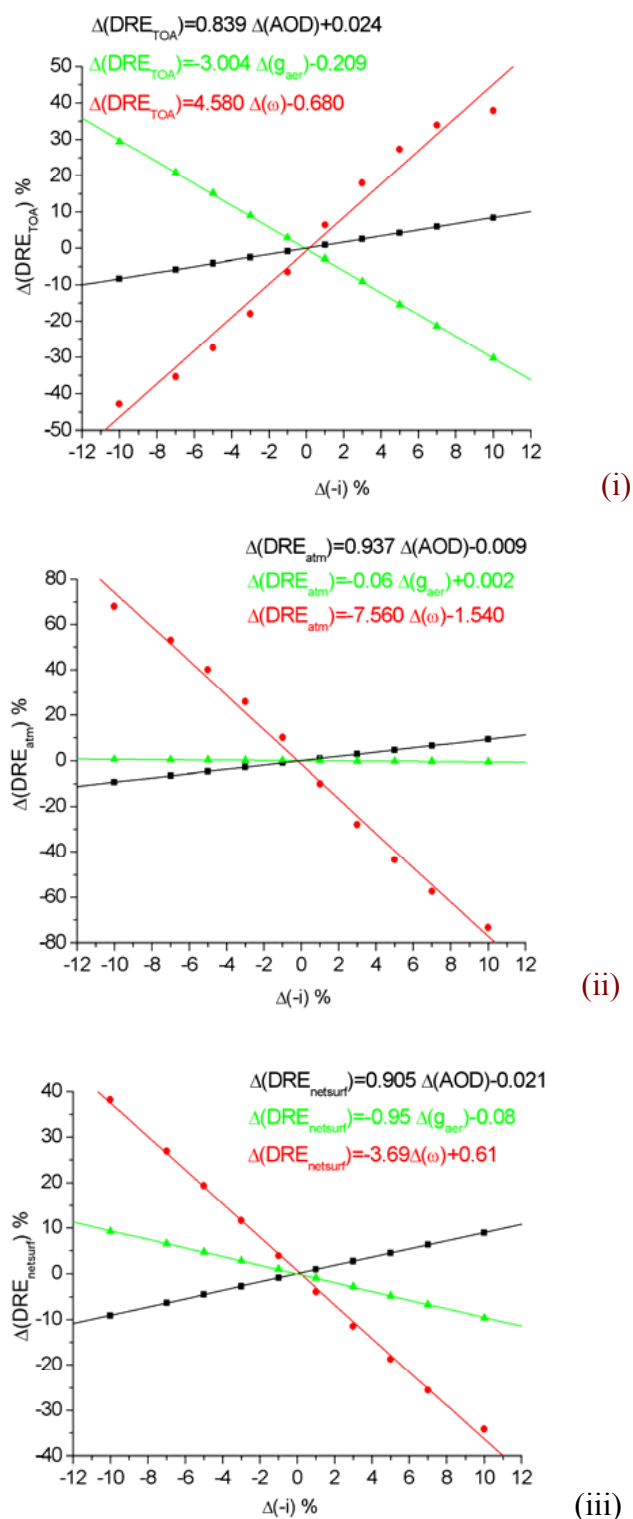 Δ(DRE_TOA)=0.839 Δ(AOD)+0.024
Δ(DRE_TOA)=-3.004 Δ(g_aer)-0.209
Δ(DRE_TOA)=4.580 Δ(ω)-0.680
50
40
30
20
10
0
-10
-20
-30
-40
-50
Δ(DRE_TOA) %
-12 -10 -8 -6 -4 -2 0 2 4 6 8 10 12
Δ(-i) %
(i)
Δ(DRE_atm)=0.937 Δ(AOD)-0.009
Δ(DRE_atm)=-0.06 Δ(g_aer)+0.002
Δ(DRE_atm)=-7.560 Δ(ω)-1.540
80
60
40
20
0
-20
-40
-60
-80
Δ(DRE_atm) %
-12 -10 -8 -6 -4 -2 0 2 4 6 8 10 12
Δ(-i) %
(ii)
Δ(DRE_netsurf)=0.905 Δ(AOD)-0.021
Δ(DRE_netsurf)=-0.95 Δ(g_aer)-0.08
Δ(DRE_netsurf)=-3.69Δ(ω)+0.61
40
30
20
10
0
-10
-20
-30
-40
Δ(DRE_netsurf) %
-12 -10 -8 -6 -4 -2 0 2 4 6 8 10 12
Δ(-i) %
(iii)